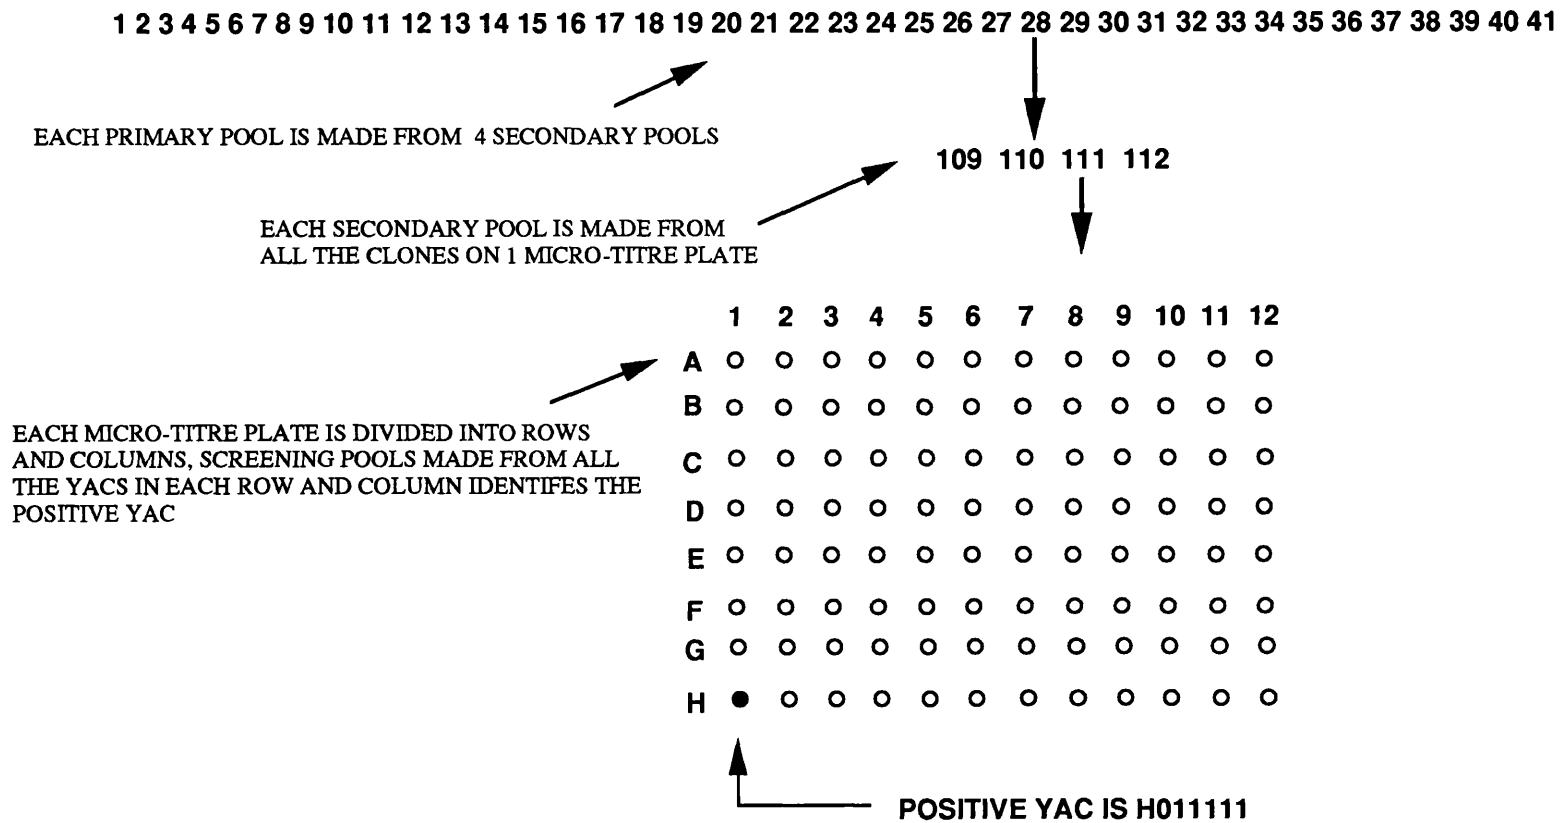 1 2 3 4 5 6 7 8 9 10 11 12 13 14 15 16 17 18 19 20 21 22 23 24 25 26 27 28 29 30 31 32 33 34 35 36 37 38 39 40 41
EACH PRIMARY POOL IS MADE FROM 4 SECONDARY POOLS
109 110 111 112
EACH SECONDARY POOL IS MADE FROM
ALL THE CLONES ON 1 MICRO-TITRE PLATE
1 2 3 4 5 6 7 8 9 10 11 12
A
B
EACH MICRO-TITRE PLATE IS DIVIDED INTO ROWS
AND COLUMNS, SCREENING POOLS MADE FROM ALL
THE YACS IN EACH ROW AND COLUMN IDENTIFES THE
POSITIVE YAC
C
D
E
F
G
H
POSITIVE YAC IS H011111